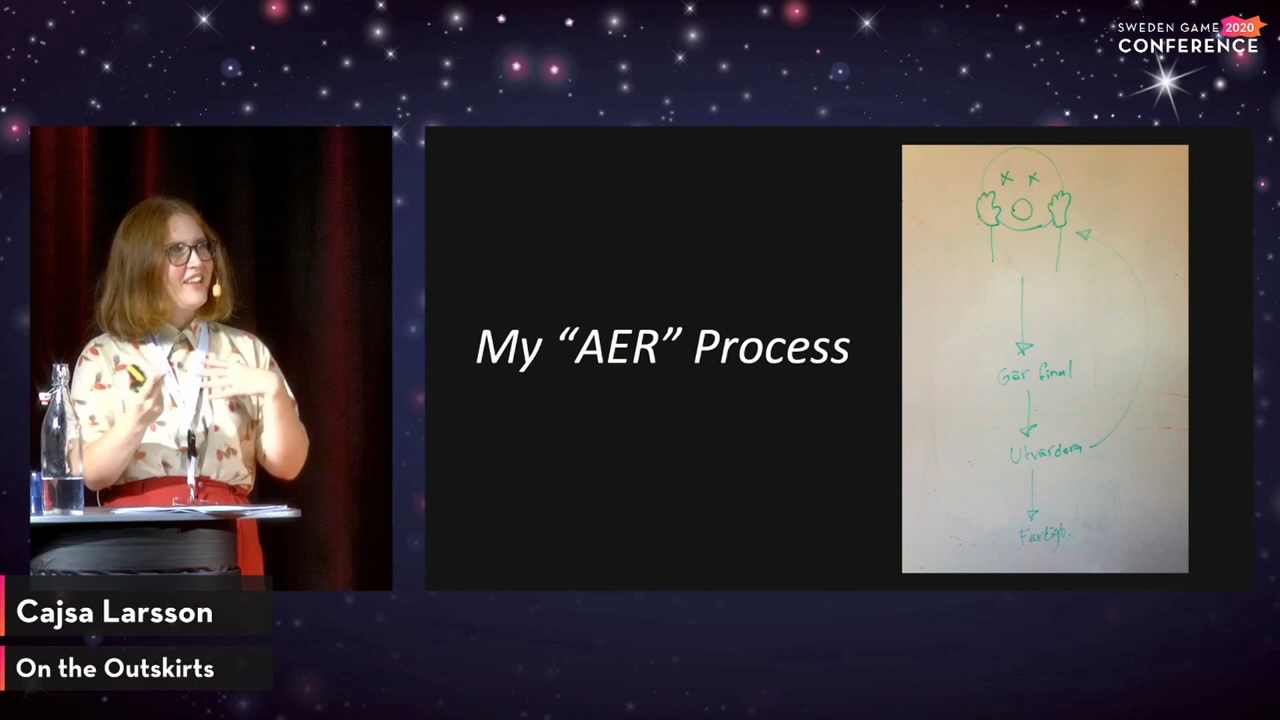 SWEDEN GAME 2020
CONFERENCE
My “AER” Process
Gör final
Utvärdera
Färdigt.
Cajsa Larsson
On the Outskirts